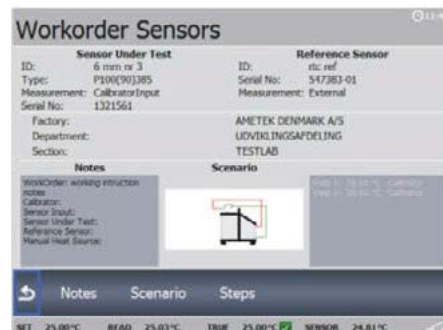 Workorder Sensors
Sensor Under Test
ID: 6 mm nr 3
Type: P100(90)385
Measurement: CalibratorInput
Serial No: 1321561
Reference Sensor
ID: rtc ref
Serial No: 547383-01
Measurement: External
Factory: AMETEK DENMARK A/S
Department: UDVIKLINGSAFDELING
Section: TESTLAB
Notes
WorkOrder: working intruction
notes
Calibrator:
Sensor Input:
Sensor Under Test:
Reference Sensor:
Manual Heat Source:
Scenario
Notes Scenario Steps
SET 25.00°C READ 25.03°C TRUE 25.00°C SENSOR 24.81°C